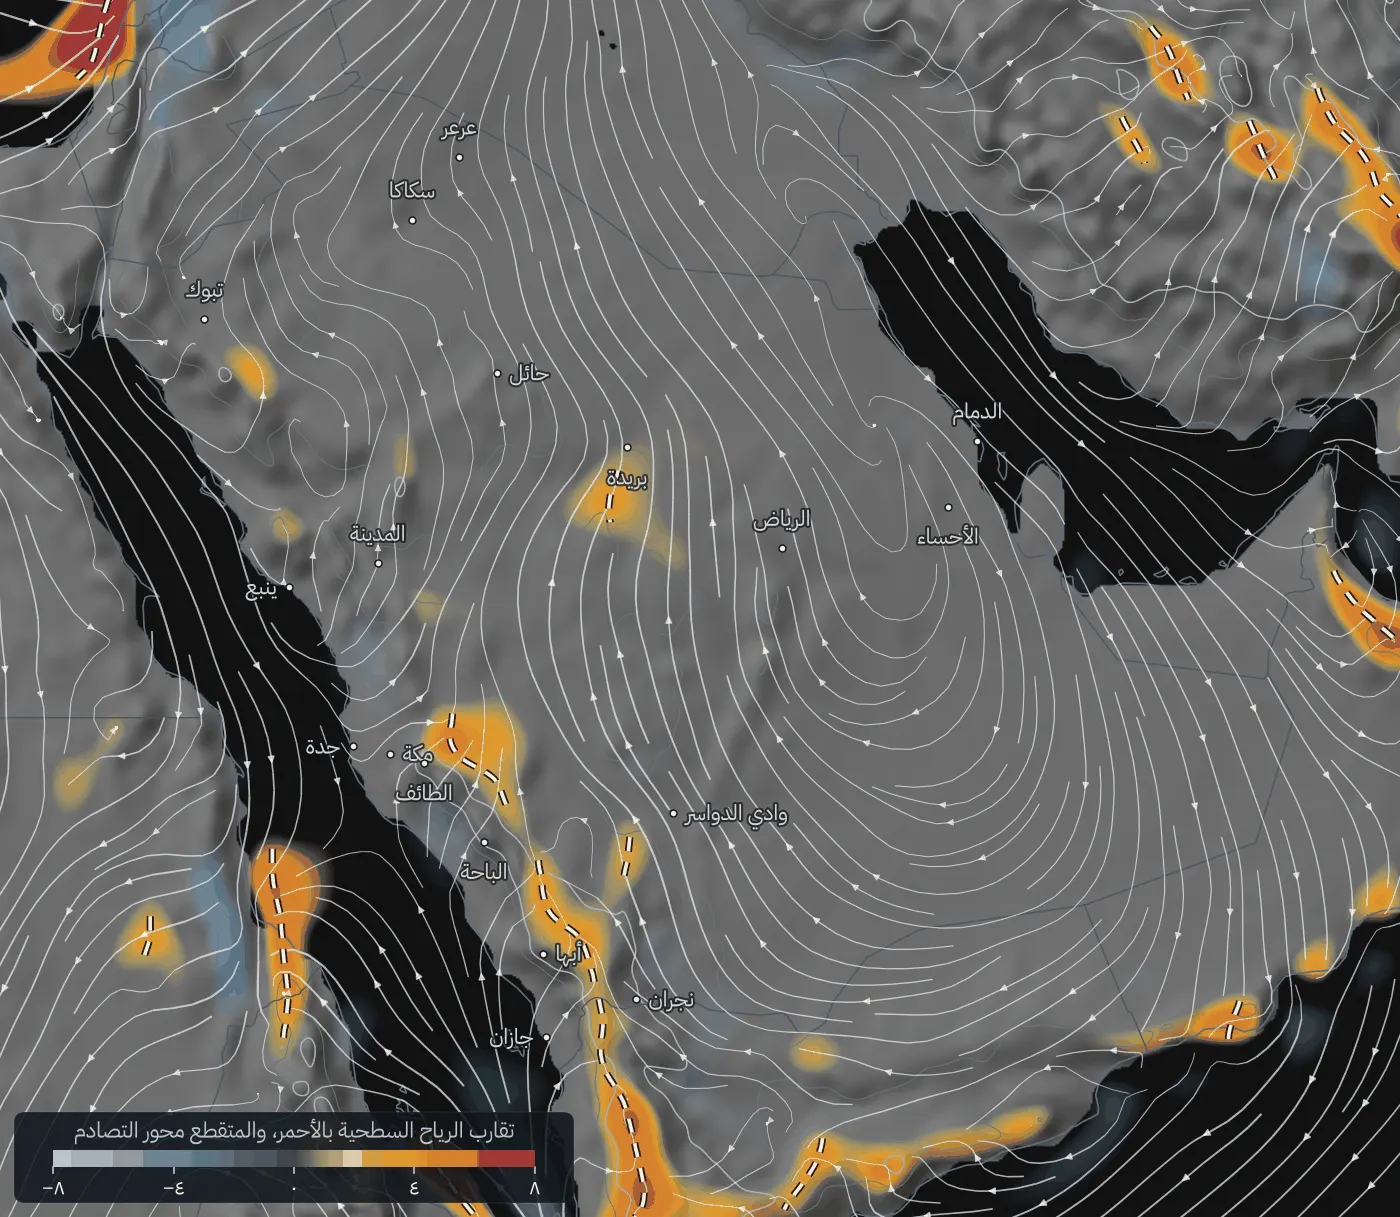 عرعر
سكاكا
تبوك
حائل
الدمام
بريدة
الرياض
المدينة
الأحساء
ينبع
جدة
مكة
الطائف
وادي الدواسر
الباحة
أبها
نجران
جازان
تقارب الرياح السطحية بالأحمر، والمتقطع محور التصادم
−٨ −٤ ٠ ٤ ٨